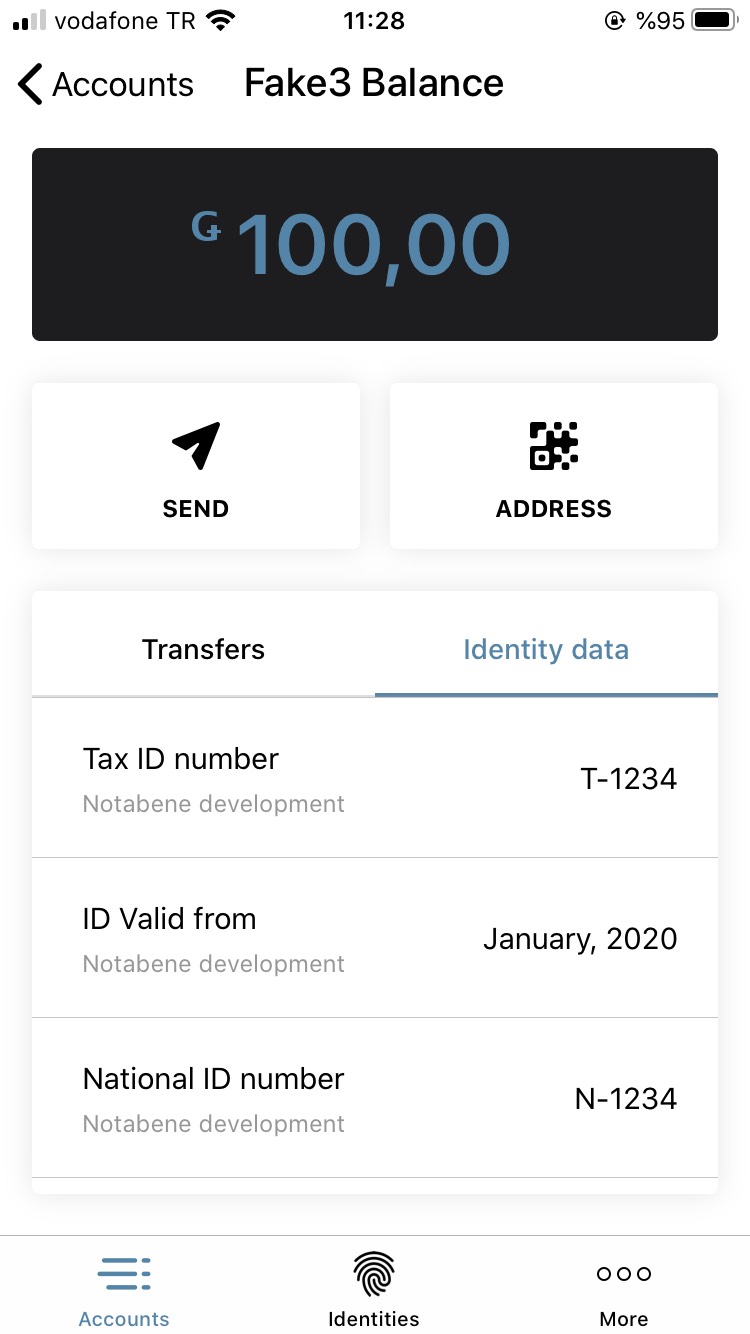 vodafone TR 11:28 %95
Accounts Fake3 Balance
Ǥ 100,00
SEND ADDRESS
Transfers Identity data
Tax ID number
T-1234
Notabene development
ID Valid from
January, 2020
Notabene development
National ID number
N-1234
Notabene development
Accounts Identities More